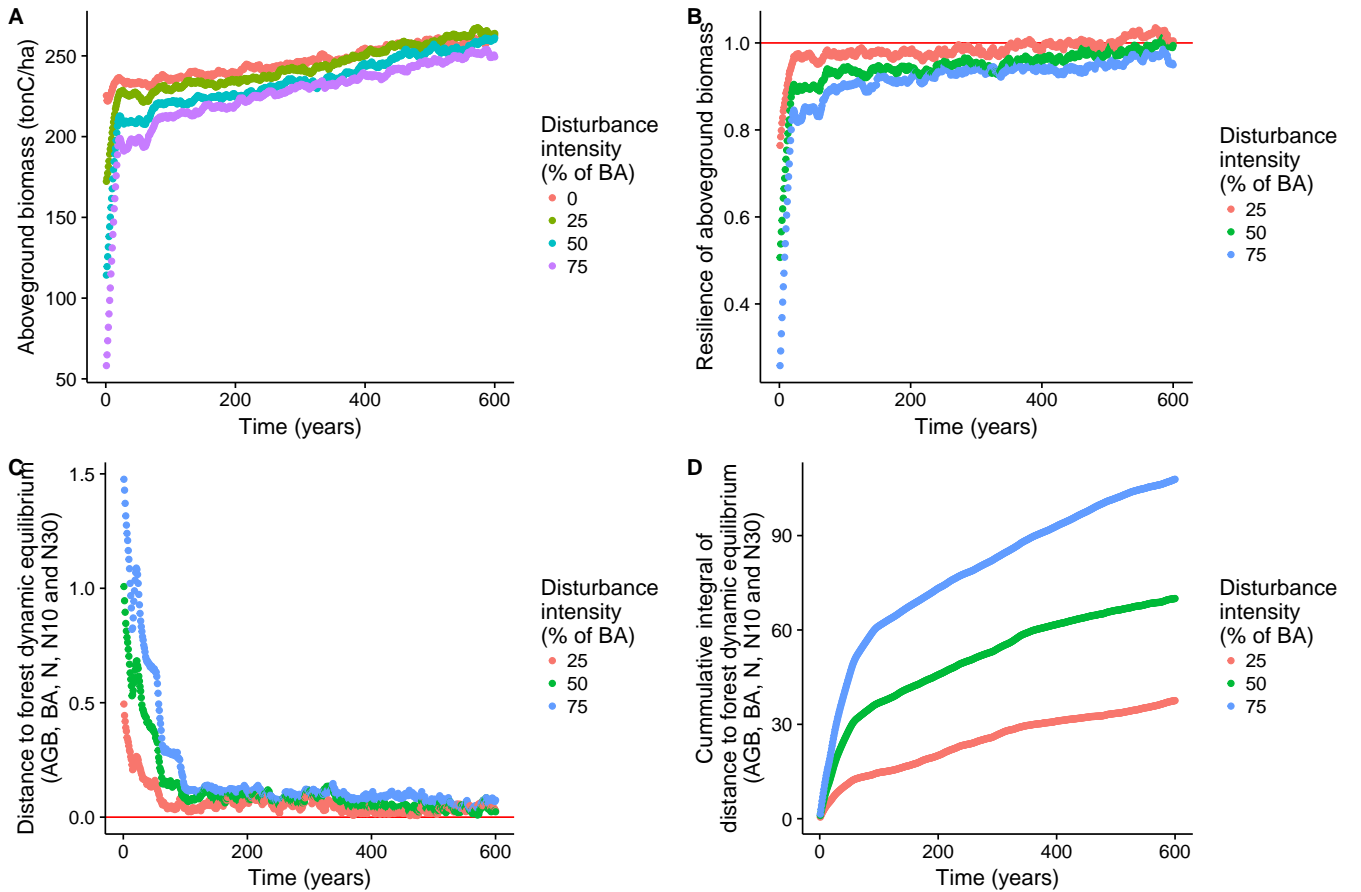 A
Aboveground biomass (tonC/ha)
250
200
150
100
50
0
200
400
600
Time (years)
Disturbance
intensity
(% of BA)
0
25
50
75
B
Resilience of aboveground biomass
1.0
0.8
0.6
0.4
0
200
400
600
Time (years)
Disturbance
intensity
(% of BA)
25
50
75
C
Distance to forest dynamic equilibrium
(AGB, BA, N, N10 and N30)
1.5
1.0
0.5
0.0
0
200
400
600
Time (years)
Disturbance
intensity
(% of BA)
25
50
75
D
Cummulative integral of
distance to forest dynamic equilibrium
(AGB, BA, N, N10 and N30)
90
60
30
0
0
200
400
600
Time (years)
Disturbance
intensity
(% of BA)
25
50
75